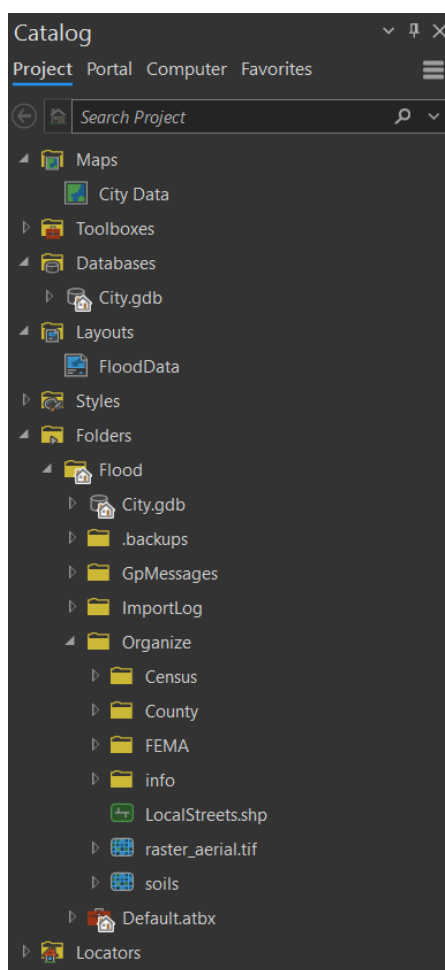 Catalog
Project Portal Computer Favorites
Search Project
Maps
City Data
Toolboxes
Databases
City.gdb
Layouts
FloodData
Styles
Folders
Flood
City.gdb
.backups
GpMessages
ImportLog
Organize
Census
County
FEMA
info
LocalStreets.shp
raster_aerial.tif
soils
Default.atbx
Locators